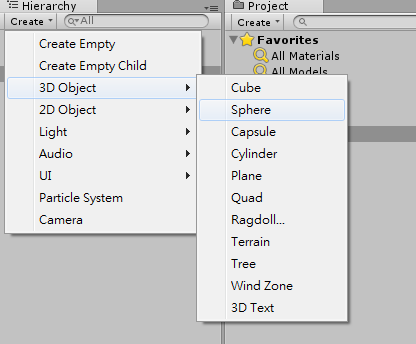 Hierarchy
Create
All
Create Empty
Create Empty Child
3D Object
2D Object
Light
Audio
UI
Particle System
Camera
Cube
Sphere
Capsule
Cylinder
Plane
Quad
Ragdoll...
Terrain
Tree
Wind Zone
3D Text
Project
Create
Favorites
All Materials
All Models